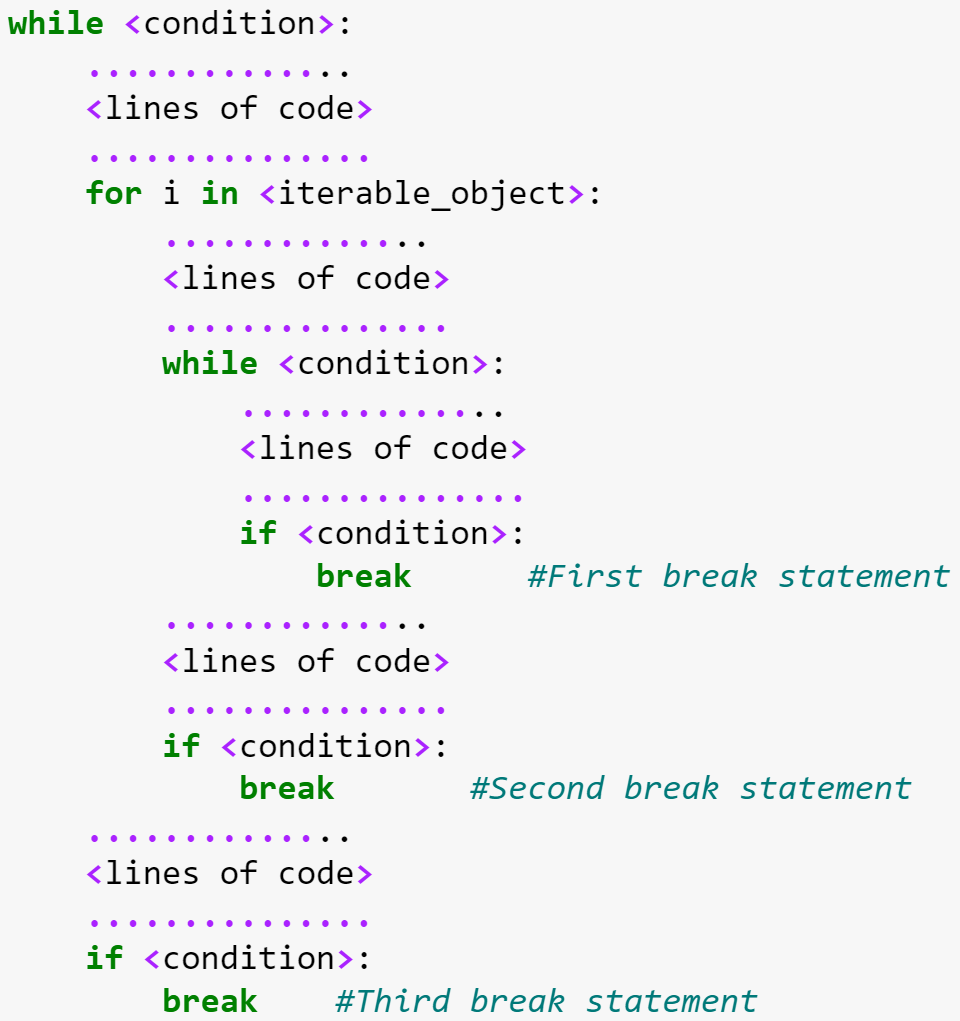 while <condition>:
    ..............
    <lines of code>
    ...............
    for i in <iterable_object>:
        ..............
        <lines of code>
        ...............
        while <condition>:
            ..............
            <lines of code>
            ...............
            if <condition>:
                break      #First break statement
        ..............
        <lines of code>
        ...............
        if <condition>:
            break       #Second break statement
    ..............
    <lines of code>
    ...............
    if <condition>:
        break    #Third break statement